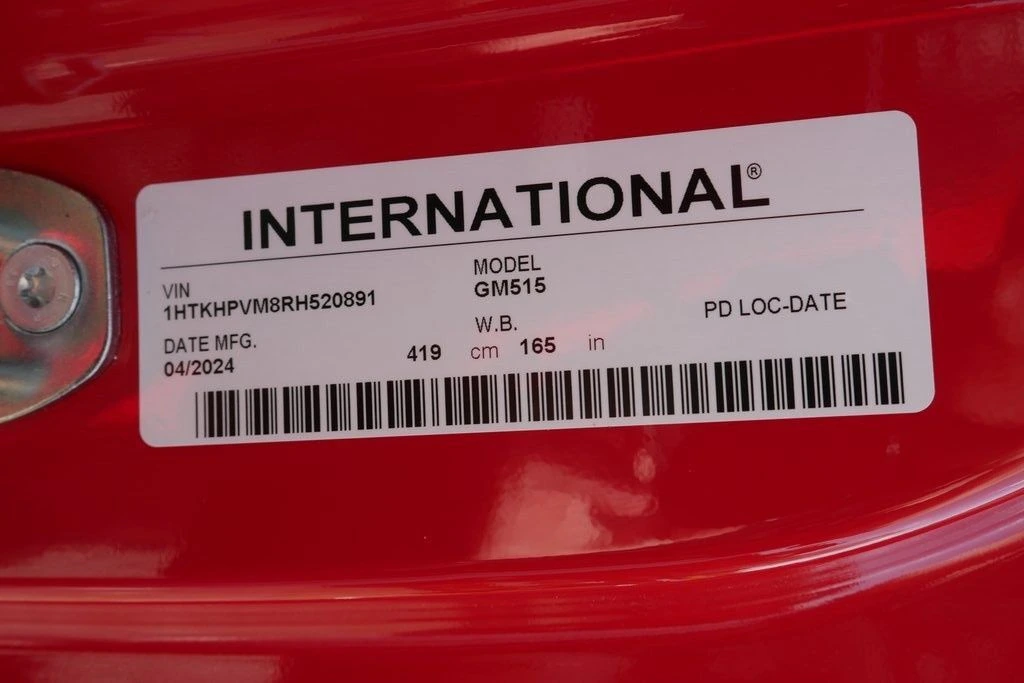 INTERNATIONAL®
VIN
1HTKHPVM8RH520891
MODEL
GM515
DATE MFG.
04/2024
W.B.
419 cm 165 in
PD LOC-DATE